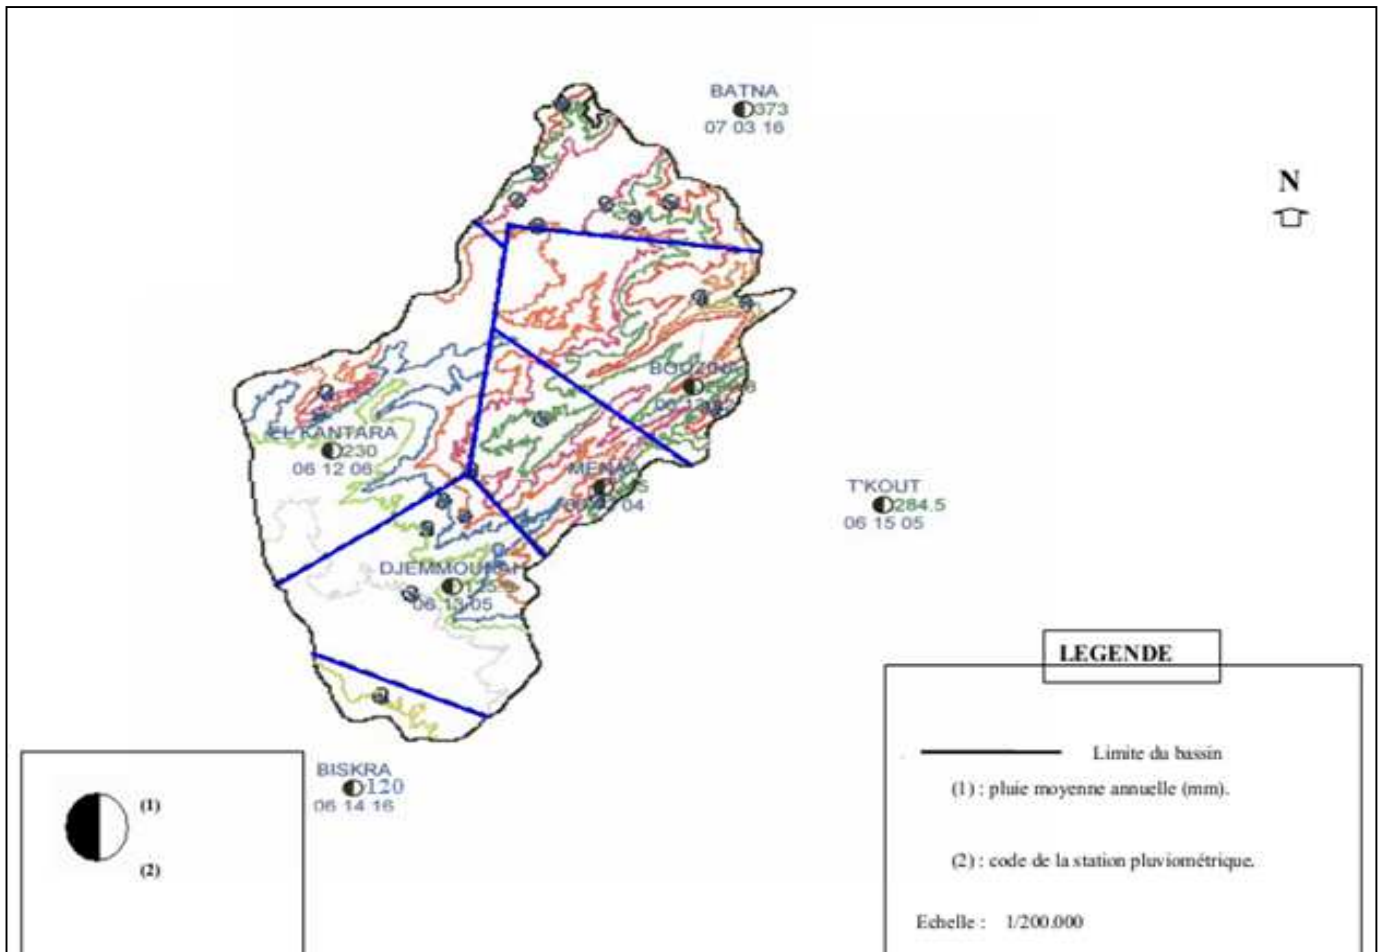 BATNA
373
07 03 16
N
EL KANTARA
230
06 12 06
MENAA
04
T'KOUT
284.5
06 15 05
DJEMMOURAH
06 13 05
BISKRA
120
06 14 16
(1)
(2)
LEGENDE
Limite du bassin
(1) : pluie moyenne annuelle (mm).
(2) : code de la station pluviométrique.
Echelle : 1/200.000